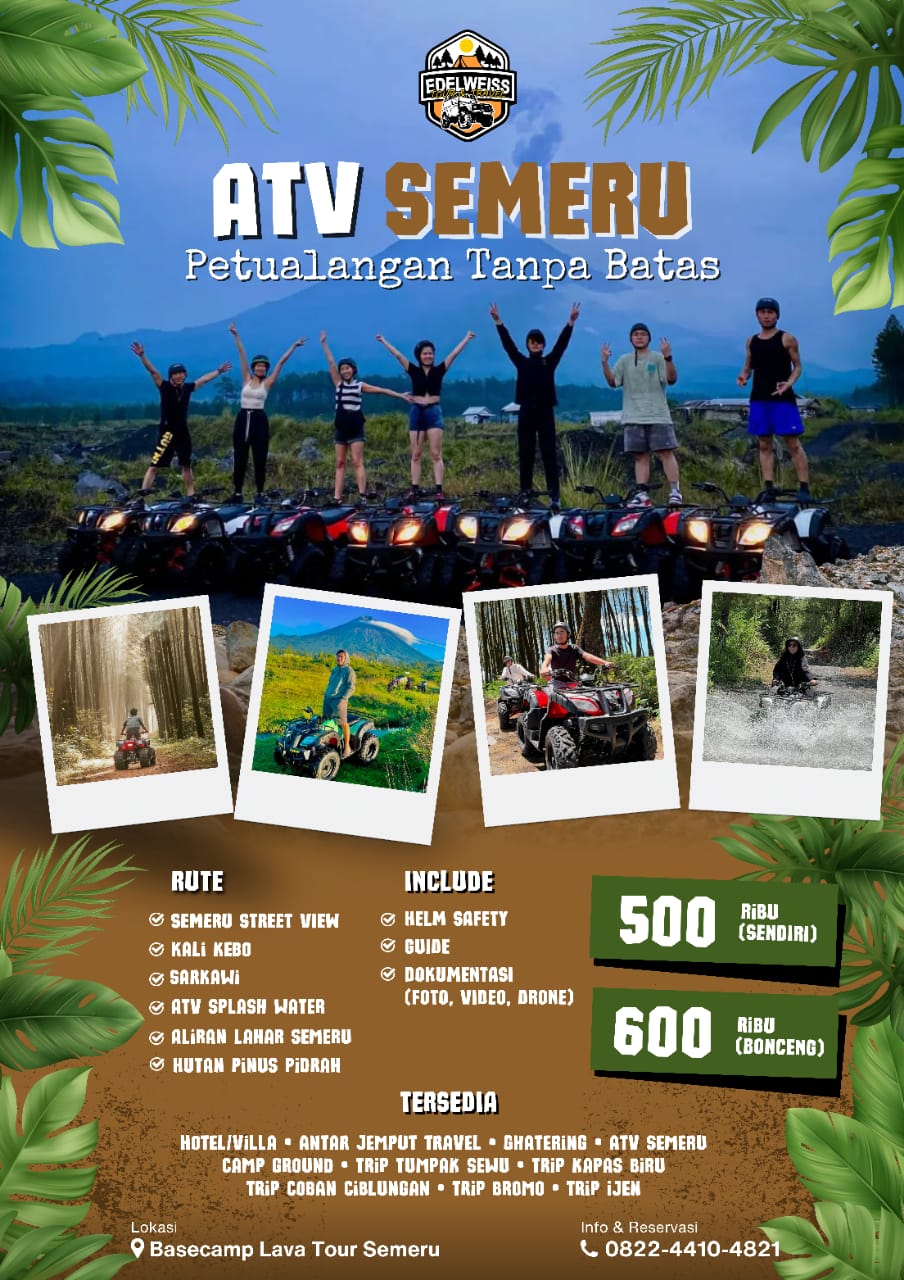 EDELWEISS
TOUR & TRAVEL
ATV SEMERU
Petualangan Tanpa Batas
RUTE
SEMERU STREET VIEW
KALI KEBO
SARKAWI
ATV SPLASH WATER
ALIRAN LAHAR SEMERU
HUTAN PINUS PIDRAH
INCLUDE
HELM SAFETY
GUIDE
DOKUMENTASI
(FOTO, VIDEO, DRONE)
500 RIBU
(SENDIRI)
600 RIBU
(BONCENG)
TERSEDIA
HOTEL/VILLA • ANTAR JEMPUT TRAVEL • GHATERING • ATV SEMERU
CAMP GROUND • TRIP TUMPAK SEWU • TRIP KAPAS BIRU
TRIP COBAN CIBLUNGAN • TRIP BROMO • TRIP IJEN
Lokasi
Basecamp Lava Tour Semeru
Info & Reservasi
0822-4410-4821